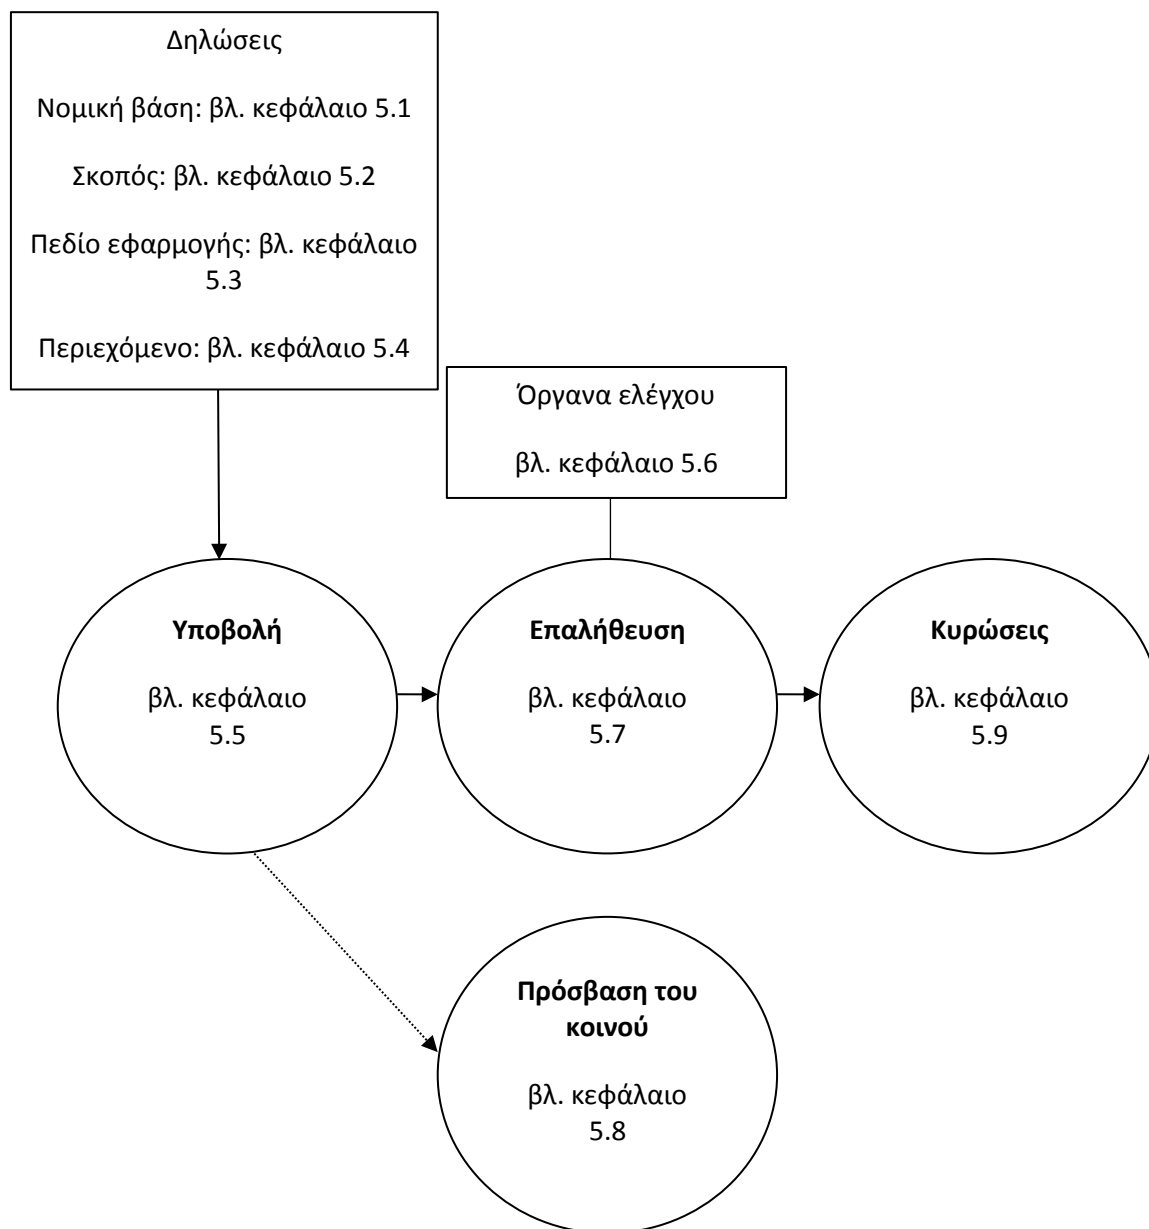 Δηλώσεις
Νομική βάση: βλ. κεφάλαιο 5.1
Σκοπός: βλ. κεφάλαιο 5.2
Πεδίο εφαρμογής: βλ. κεφάλαιο
5.3
Περιεχόμενο: βλ. κεφάλαιο 5.4
Όργανα ελέγχου
βλ. κεφάλαιο 5.6
Υποβολή
βλ. κεφάλαιο
5.5
Επαλήθευση
βλ. κεφάλαιο
5.7
Κυρώσεις
βλ. κεφάλαιο
5.9
Πρόσβαση του
κοινού
βλ. κεφάλαιο
5.8